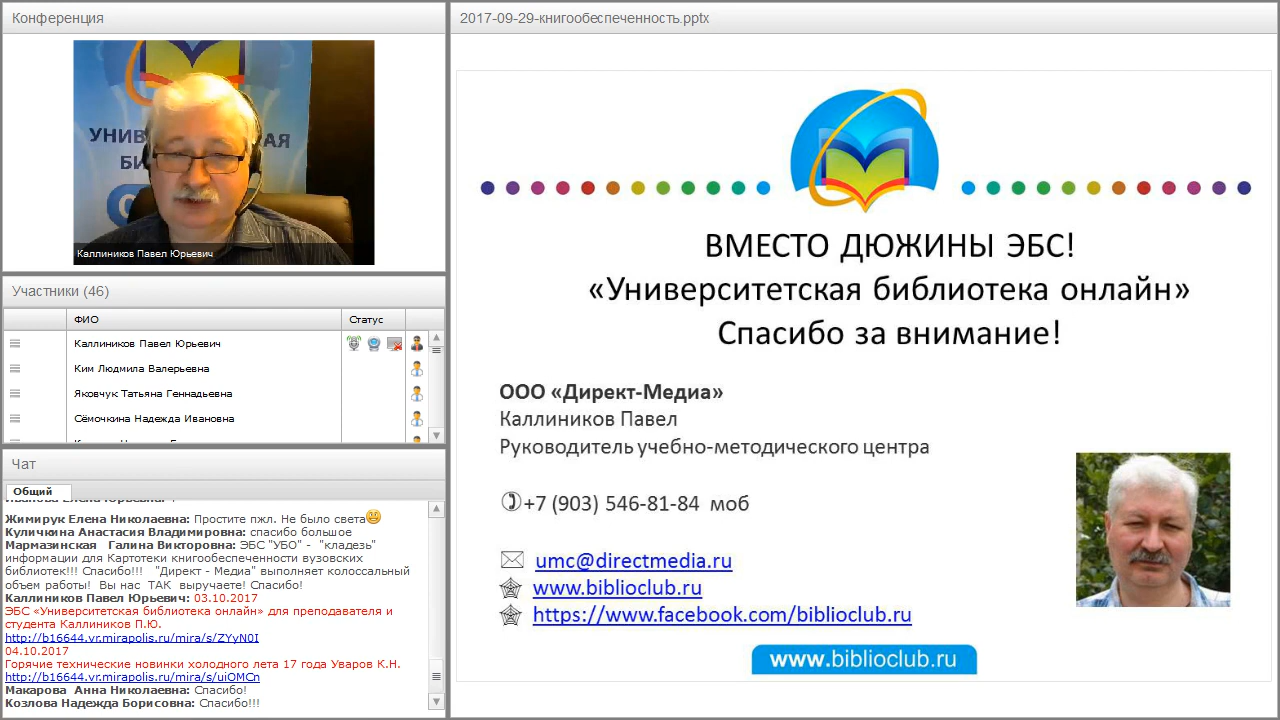 Конференция
УНИВ
СКАЯ
БИ
Каллиников Павел Юрьевич
Участники (46)
ФИО Статус
Каллиников Павел Юрьевич
Ким Людмила Валерьевна
Яковчук Татьяна Геннадьевна
Сёмочкина Надежда Ивановна
Чат
Общий
Жимирук Елена Николаевна: Простите пжл. Не было света
Куличкина Анастасия Владимировна: спасибо большое
Мармазинская Галина Викторовна: ЭБС "УБО" - "кладезь"
информации для Картотеки книгообеспеченности вузовских
библиотек!!! Спасибо!!! "Директ - Медиа" выполняет колоссальный
объем работы! Вы нас ТАК выручаете! Спасибо!
Каллиников Павел Юрьевич: 03.10.2017
ЭБС «Университетская библиотека онлайн» для преподавателя и
студента Каллиников П.Ю.
http://b16644.vr.mirapolis.ru/mira/s/ZYyN0I
04.10.2017
Горячие технические новинки холодного лета 17 года Уваров К.Н.
http://b16644.vr.mirapolis.ru/mira/s/uiOMCn
Макарова Анна Николаевна: Спасибо!
Козлова Надежда Борисовна: Спасибо!!!
2017-09-29-книгообеспеченность.pptx
ВМЕСТО ДЮЖИНЫ ЭБС!
«Университетская библиотека онлайн»
Спасибо за внимание!
ООО «Директ-Медиа»
Каллиников Павел
Руководитель учебно-методического центра
+7 (903) 546-81-84 моб
umc@directmedia.ru
www.biblioclub.ru
https://www.facebook.com/biblioclub.ru
www.biblioclub.ru